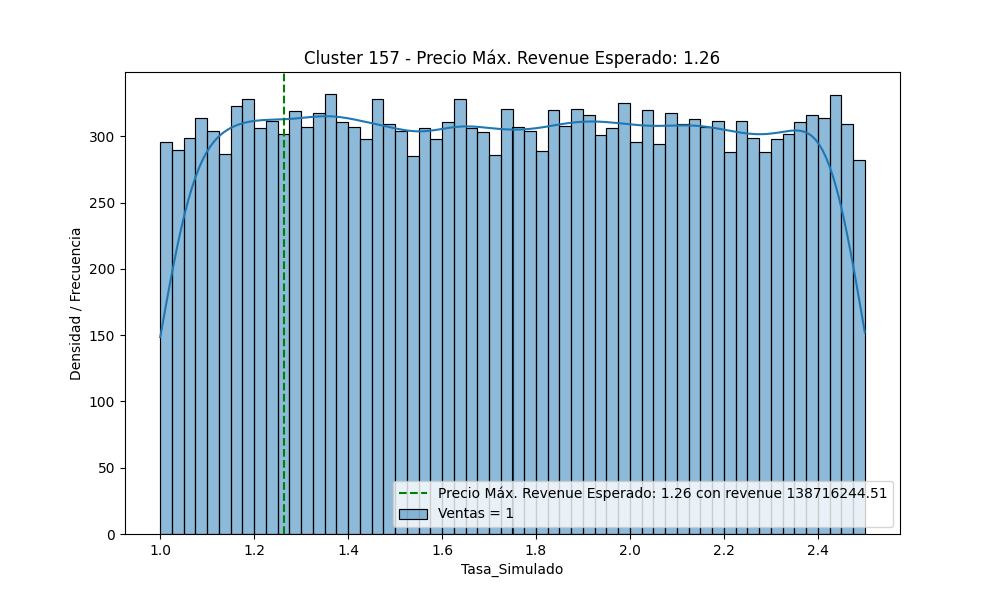 Cluster 157 - Precio Máx. Revenue Esperado: 1.26
Densidad / Frecuencia
300
250
200
150
100
50
0
Precio Máx. Revenue Esperado: 1.26 con revenue 138716244.51
Ventas = 1
1.0 1.2 1.4 1.6 1.8 2.0 2.2 2.4
Tasa_Simulado